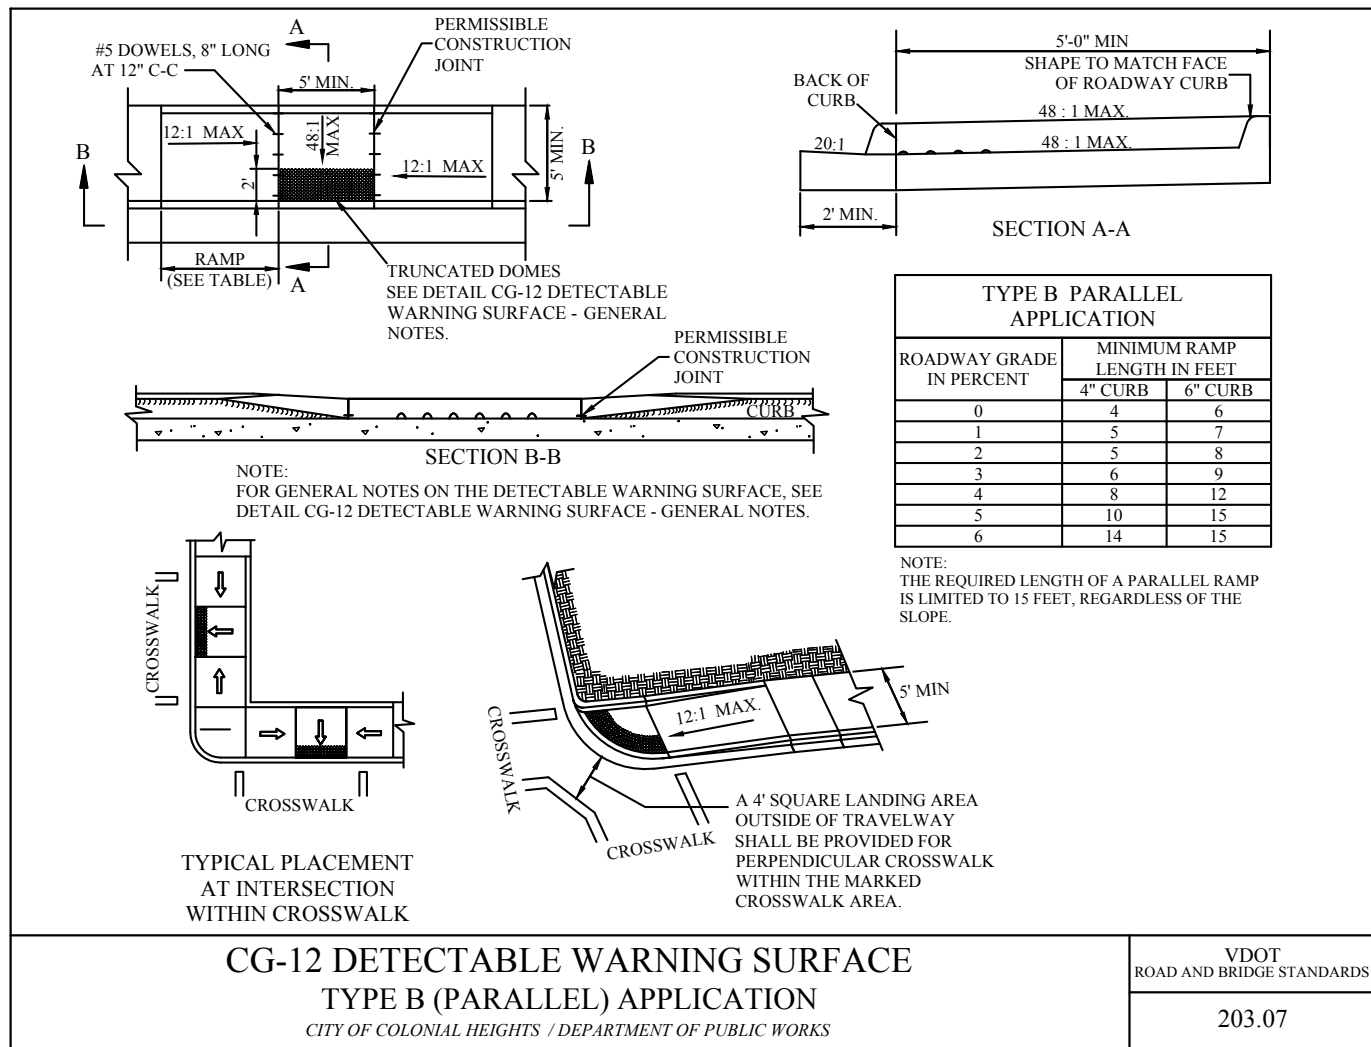 A
#5 DOWELS, 8" LONG
AT 12" C-C
PERMISSIBLE
CONSTRUCTION
JOINT
5' MIN.
12:1 MAX
48:1
MAX
12:1 MAX
2'
5' MIN.
B
B
RAMP
(SEE TABLE)
A
TRUNCATED DOMES
SEE DETAIL CG-12 DETECTABLE
WARNING SURFACE - GENERAL
NOTES.
5'-0" MIN
BACK OF
CURB
SHAPE TO MATCH FACE
OF ROADWAY CURB
48 : 1 MAX.
20:1
48 : 1 MAX.
2' MIN.
SECTION A-A
PERMISSIBLE
CONSTRUCTION
JOINT
CURB
SECTION B-B
NOTE:
FOR GENERAL NOTES ON THE DETECTABLE WARNING SURFACE, SEE
DETAIL CG-12 DETECTABLE WARNING SURFACE - GENERAL NOTES.
TYPE B PARALLEL
APPLICATION
ROADWAY GRADE
IN PERCENT
MINIMUM RAMP
LENGTH IN FEET
4" CURB 6" CURB
0 4 6
1 5 7
2 5 8
3 6 9
4 8 12
5 10 15
6 14 15
NOTE:
THE REQUIRED LENGTH OF A PARALLEL RAMP
IS LIMITED TO 15 FEET, REGARDLESS OF THE
SLOPE.
CROSSWALK
CROSSWALK
TYPICAL PLACEMENT
AT INTERSECTION
WITHIN CROSSWALK
12:1 MAX.
5' MIN
CROSSWALK
CROSSWALK
A 4' SQUARE LANDING AREA
OUTSIDE OF TRAVELWAY
SHALL BE PROVIDED FOR
PERPENDICULAR CROSSWALK
WITHIN THE MARKED
CROSSWALK AREA.
CG-12 DETECTABLE WARNING SURFACE
TYPE B (PARALLEL) APPLICATION
CITY OF COLONIAL HEIGHTS / DEPARTMENT OF PUBLIC WORKS
VDOT
ROAD AND BRIDGE STANDARDS
203.07